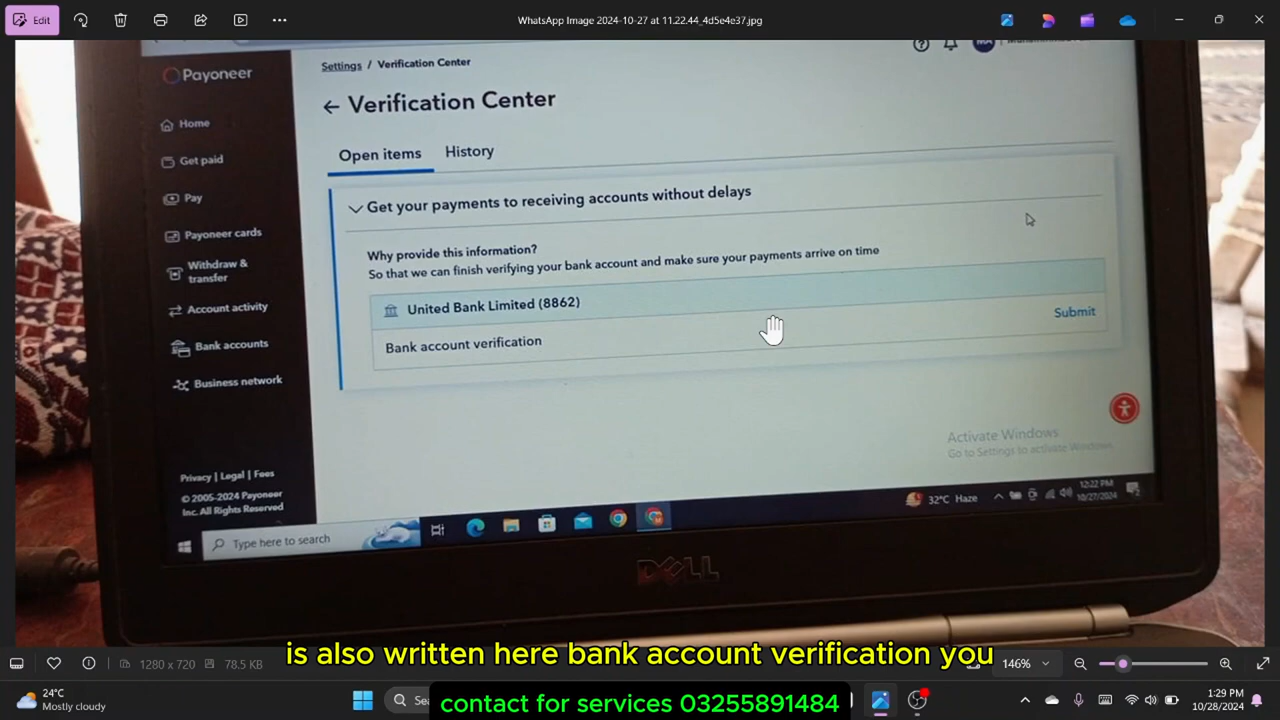 Edit
WhatsApp Image 2024-10-27 at 11.22.44_4d5e4e37.jpg
Payoneer
Settings / Verification Center
Verification Center
Home
Get paid
Pay
Payoneer cards
Withdraw &
transfer
Account activity
Bank accounts
Business network
Open items
History
Get your payments to receiving accounts without delays
Why provide this information?
So that we can finish verifying your bank account and make sure your payments arrive on time
United Bank Limited (8862)
Bank account verification
Submit
Activate Windows
Go to Settings to activate Windows.
Privacy | Legal | Fees
© 2005-2024 Payoneer
Inc. All Rights Reserved
Type here to search
32°C Haze
12:22 PM
10/27/2024
DELL
is also written here bank account verification you
1280 x 720
78.5 KB
146%
24°C
Mostly cloudy
contact for services 03255891484
1:29 PM
10/28/2024